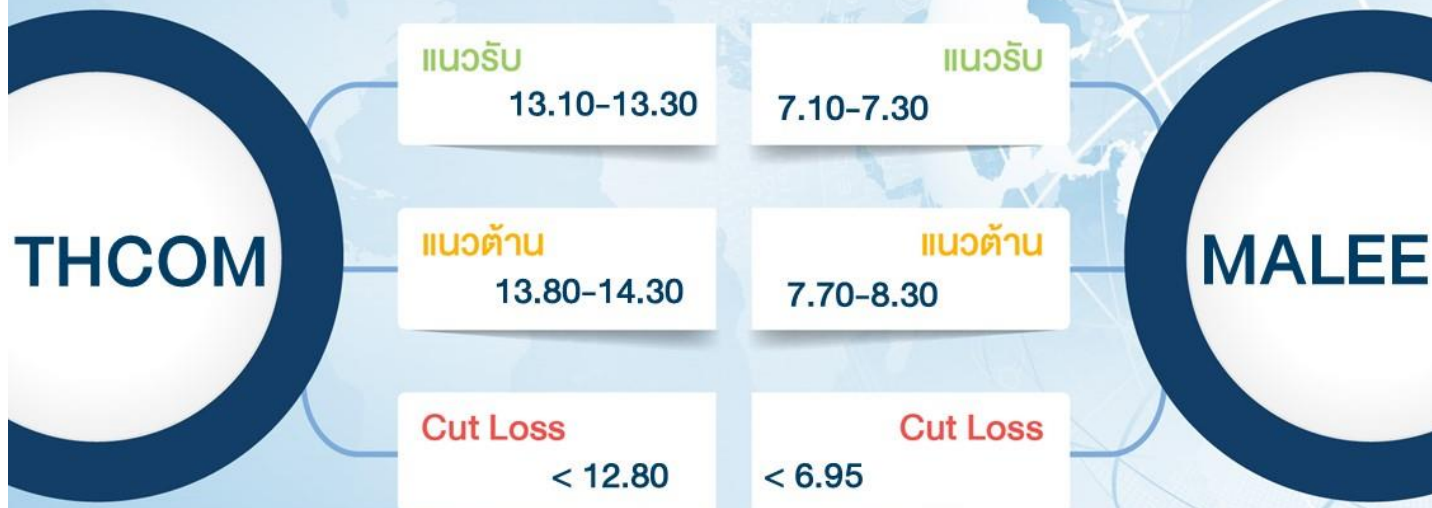 THCOM
แนวรับ
13.10-13.30
แนวต้าน
13.80-14.30
Cut Loss
< 12.80
แนวรับ
7.10-7.30
แนวต้าน
7.70-8.30
Cut Loss
< 6.95
MALEE